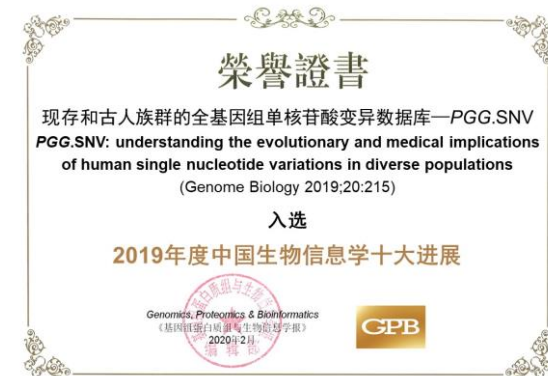 榮譽證書
现存和古人族群的全基因组单核苷酸变异数据库—PGG.SNV
PGG.SNV: understanding the evolutionary and medical implications
of human single nucleotide variations in diverse populations
(Genome Biology 2019;20:215)
入选
2019年度中国生物信息学十大进展
Genomics, Proteomics & Bioinformatics
《基因组蛋白质组与生物信息学报》
2020年2月
GPB